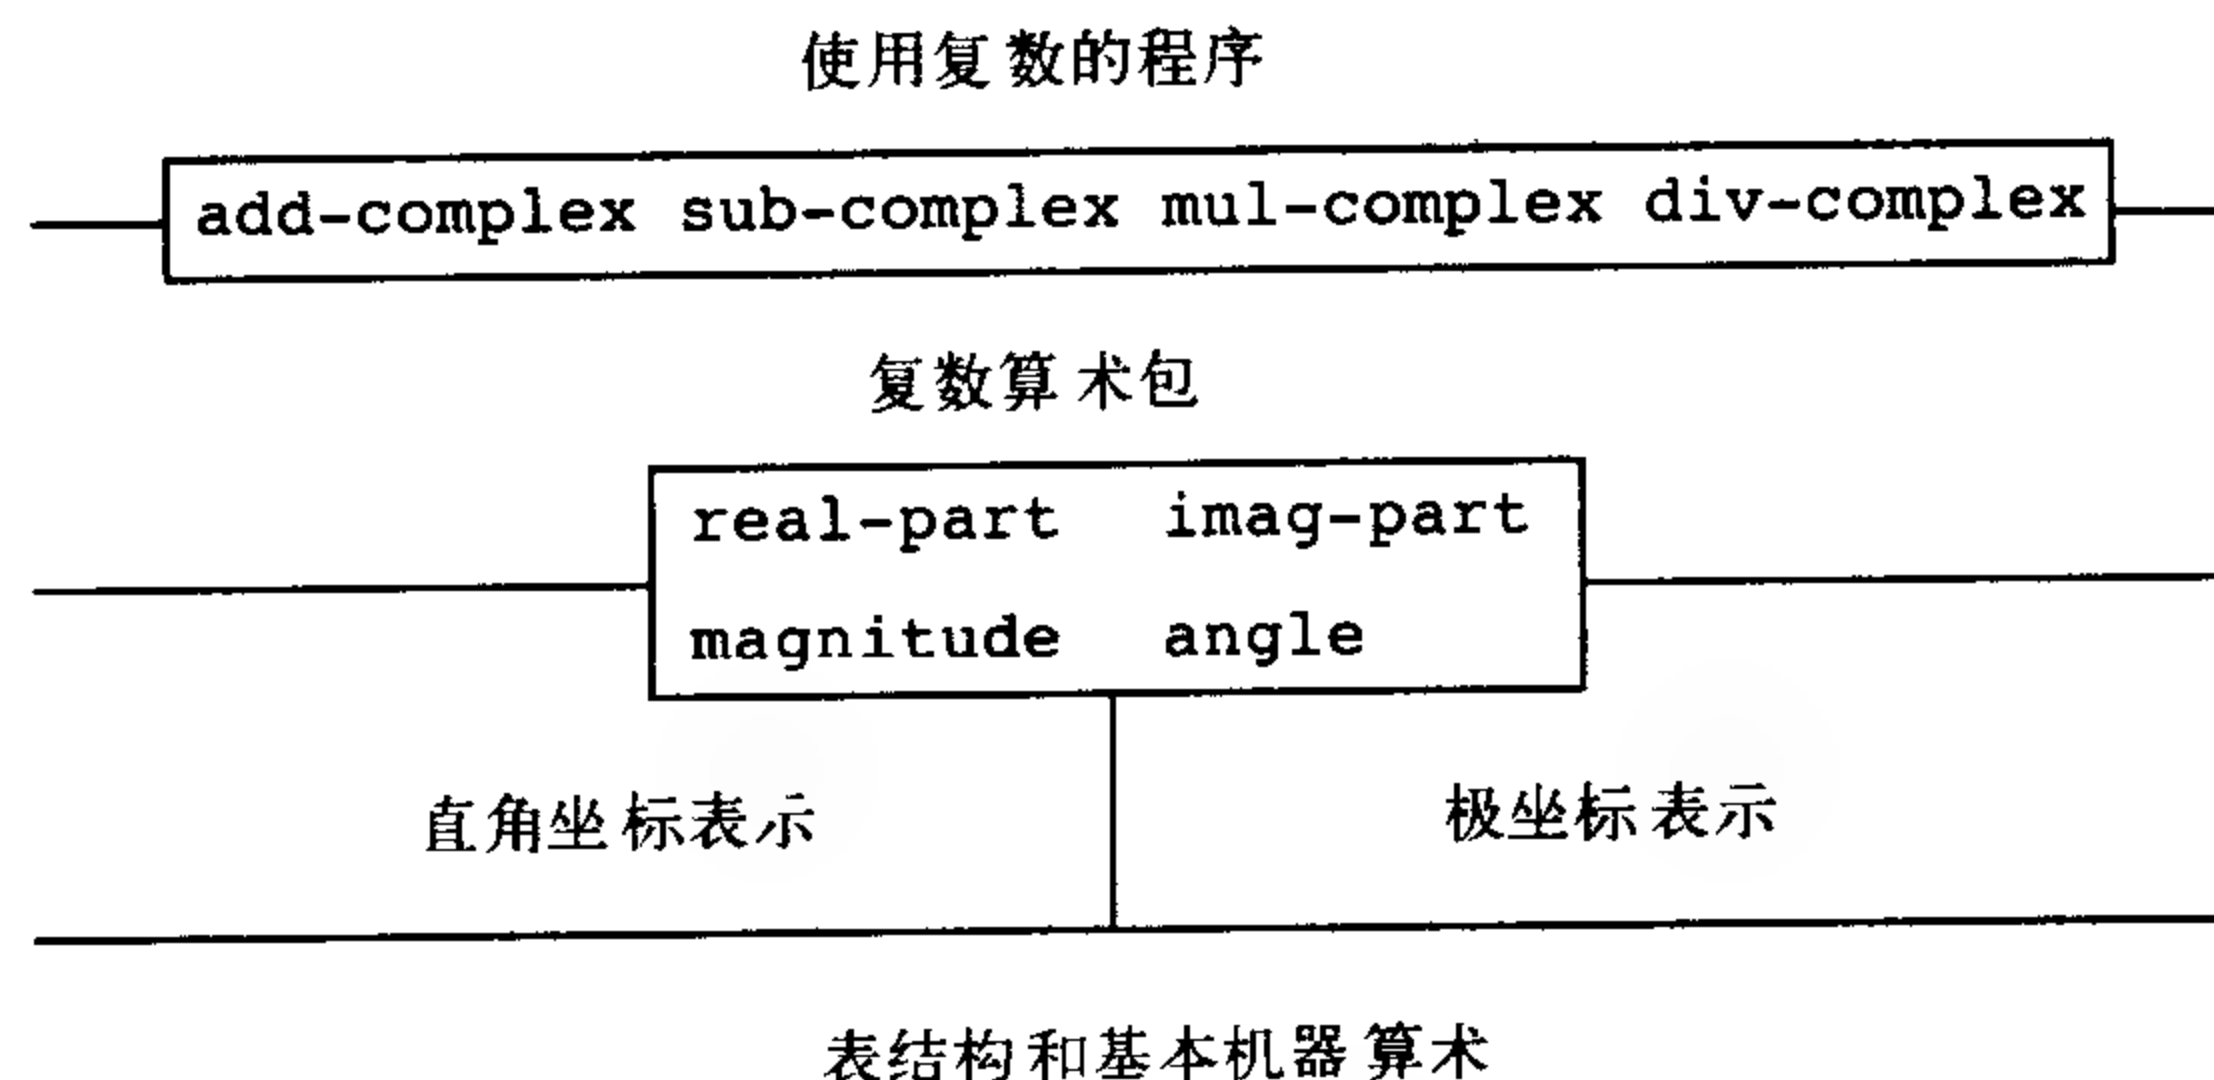 使用复数的程序
add-complex sub-complex mul-complex div-complex
复数算术包
real-part imag-part
magnitude angle
直角坐标表示 极坐标表示
表结构和基本机器算术